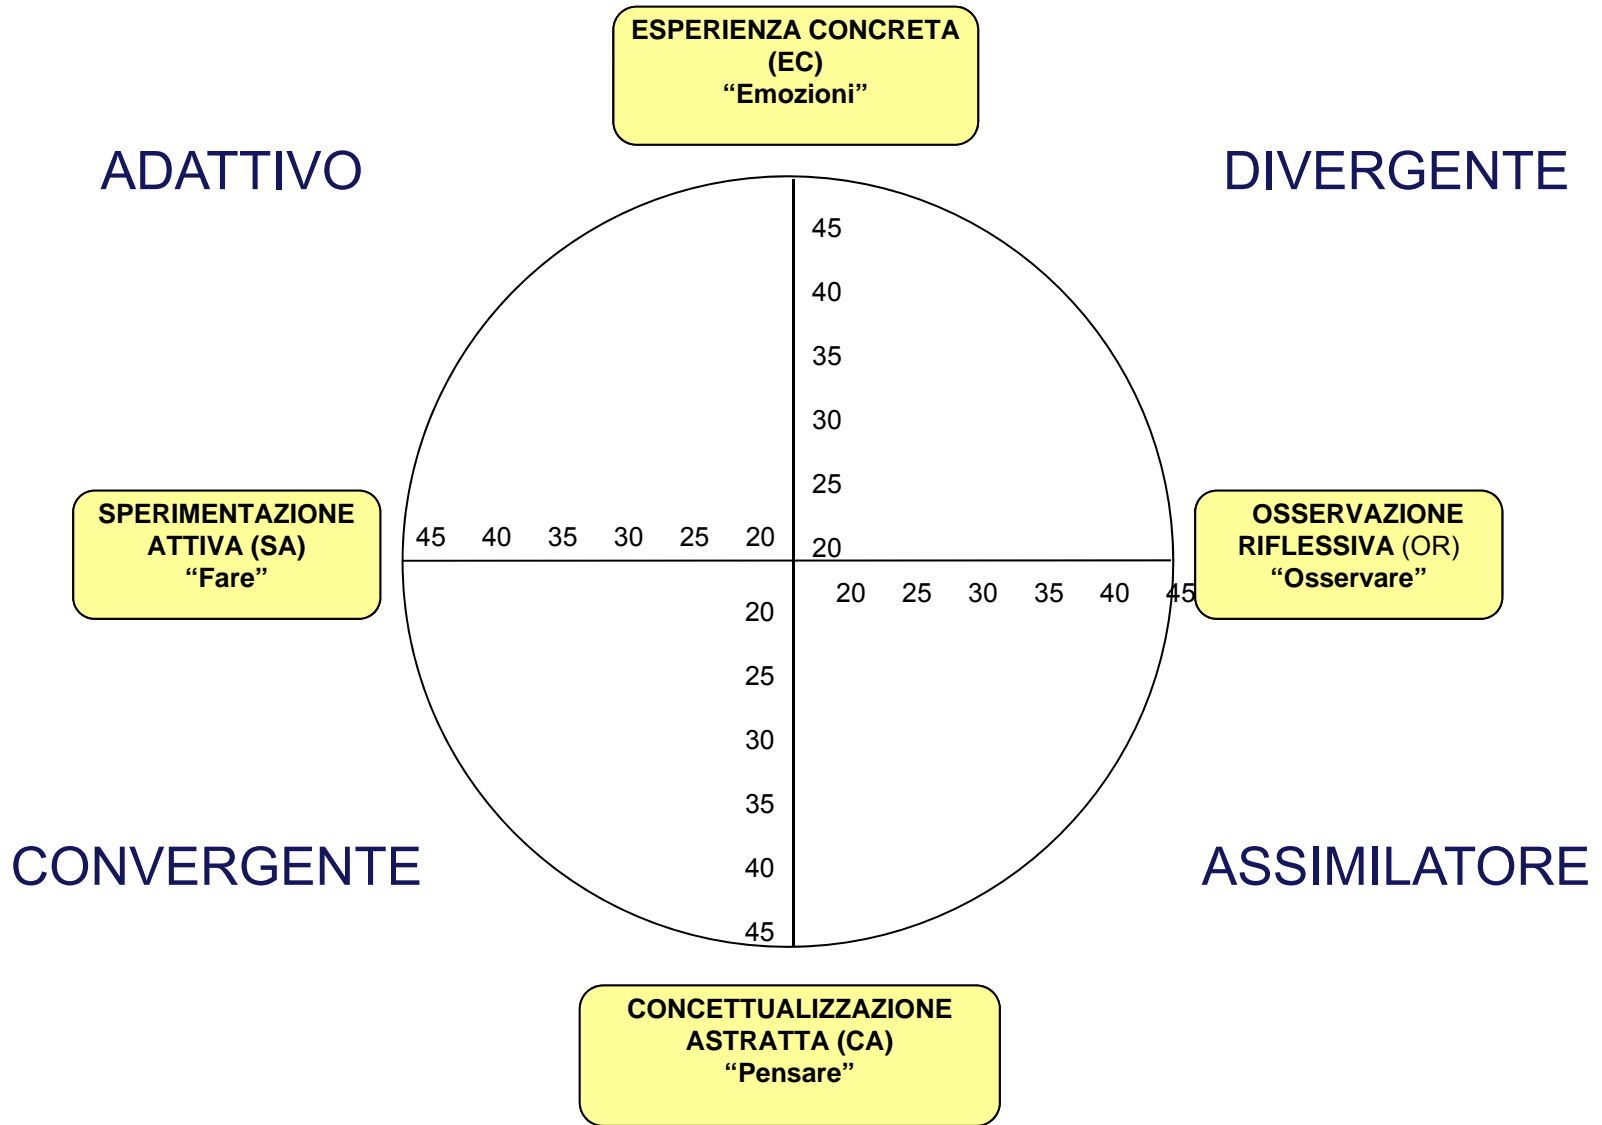 ESPERIENZA CONCRETA
(EC)
“Emozioni”
ADATTIVO
DIVERGENTE
45
40
35
30
25
20
SPERIMENTAZIONE
ATTIVA (SA)
“Fare”
45 40 35 30 25 20
OSSERVAZIONE
RIFLESSIVA (OR)
“Osservare”
20 25 30 35 40 45
20
25
30
35
40
45
CONVERGENTE
ASSIMILATORE
CONCETTUALIZZAZIONE
ASTRATTA (CA)
“Pensare”